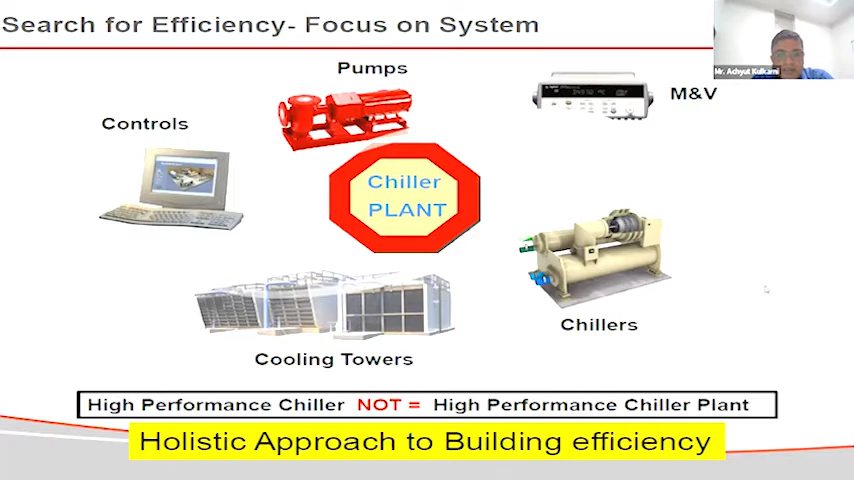 Search for Efficiency- Focus on System
Mr. Achyut Kulkarni
Pumps
M&V
Controls
Chiller
PLANT
Chillers
Cooling Towers
High Performance Chiller NOT = High Performance Chiller Plant
Holistic Approach to Building efficiency